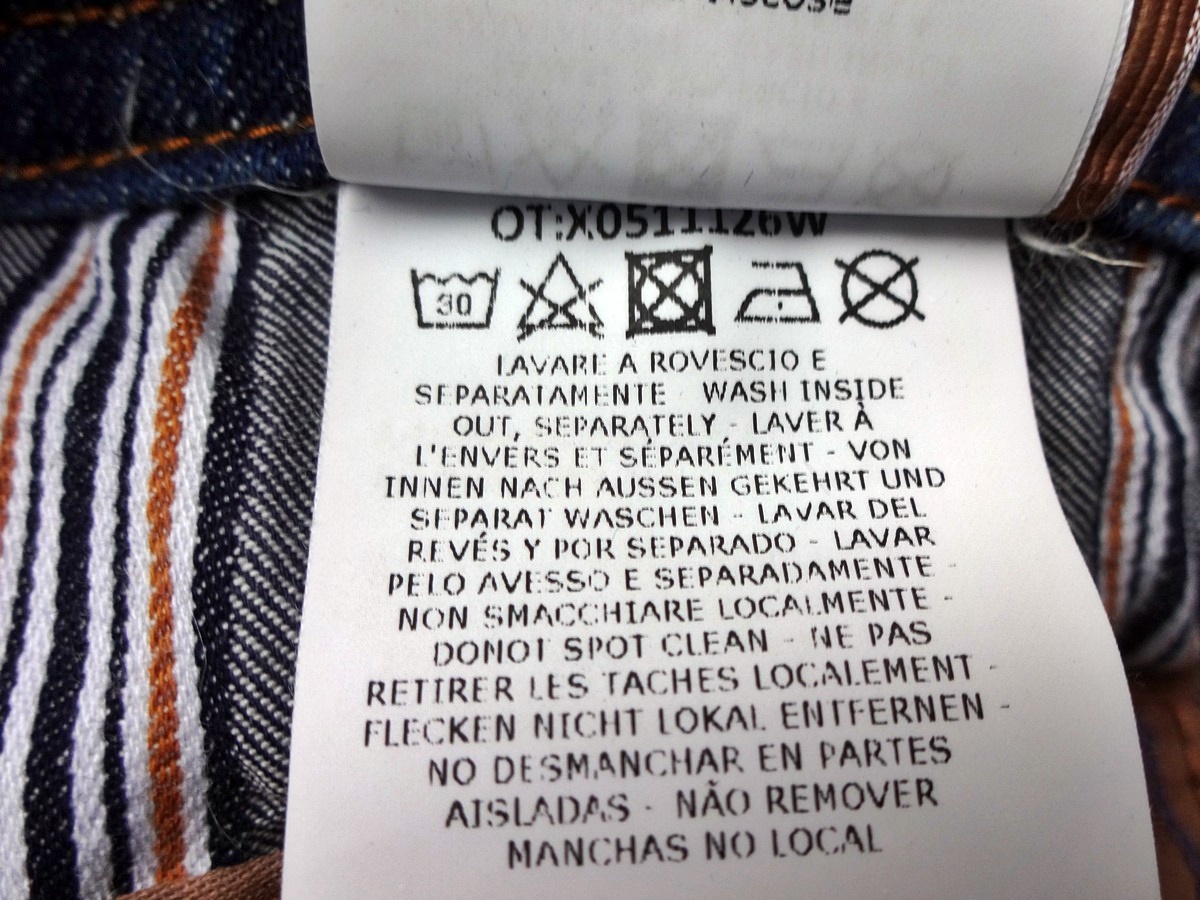 VISCOSE
OT:X0511126W
30
LAVARE A ROVESCIO E
SEPARATAMENTE WASH INSIDE
OUT, SEPARATELY - LAVER À
L'ENVERS ET SÉPARÉMENT - VON
INNEN NACH AUSSEN GEKEHRT UND
SEPARAT WASCHEN - LAVAR DEL
REVÉS Y POR SEPARADO - LAVAR
PELO AVESSO E SEPARADAMENTE -
NON SMACCHIARE LOCALMENTE -
DONOT SPOT CLEAN - NE PAS
RETIRER LES TACHES LOCALEMENT -
FLECKEN NICHT LOKAL ENTFERNEN -
NO DESMANCHAR EN PARTES
AISLADAS - NÃO REMOVER
MANCHAS NO LOCAL